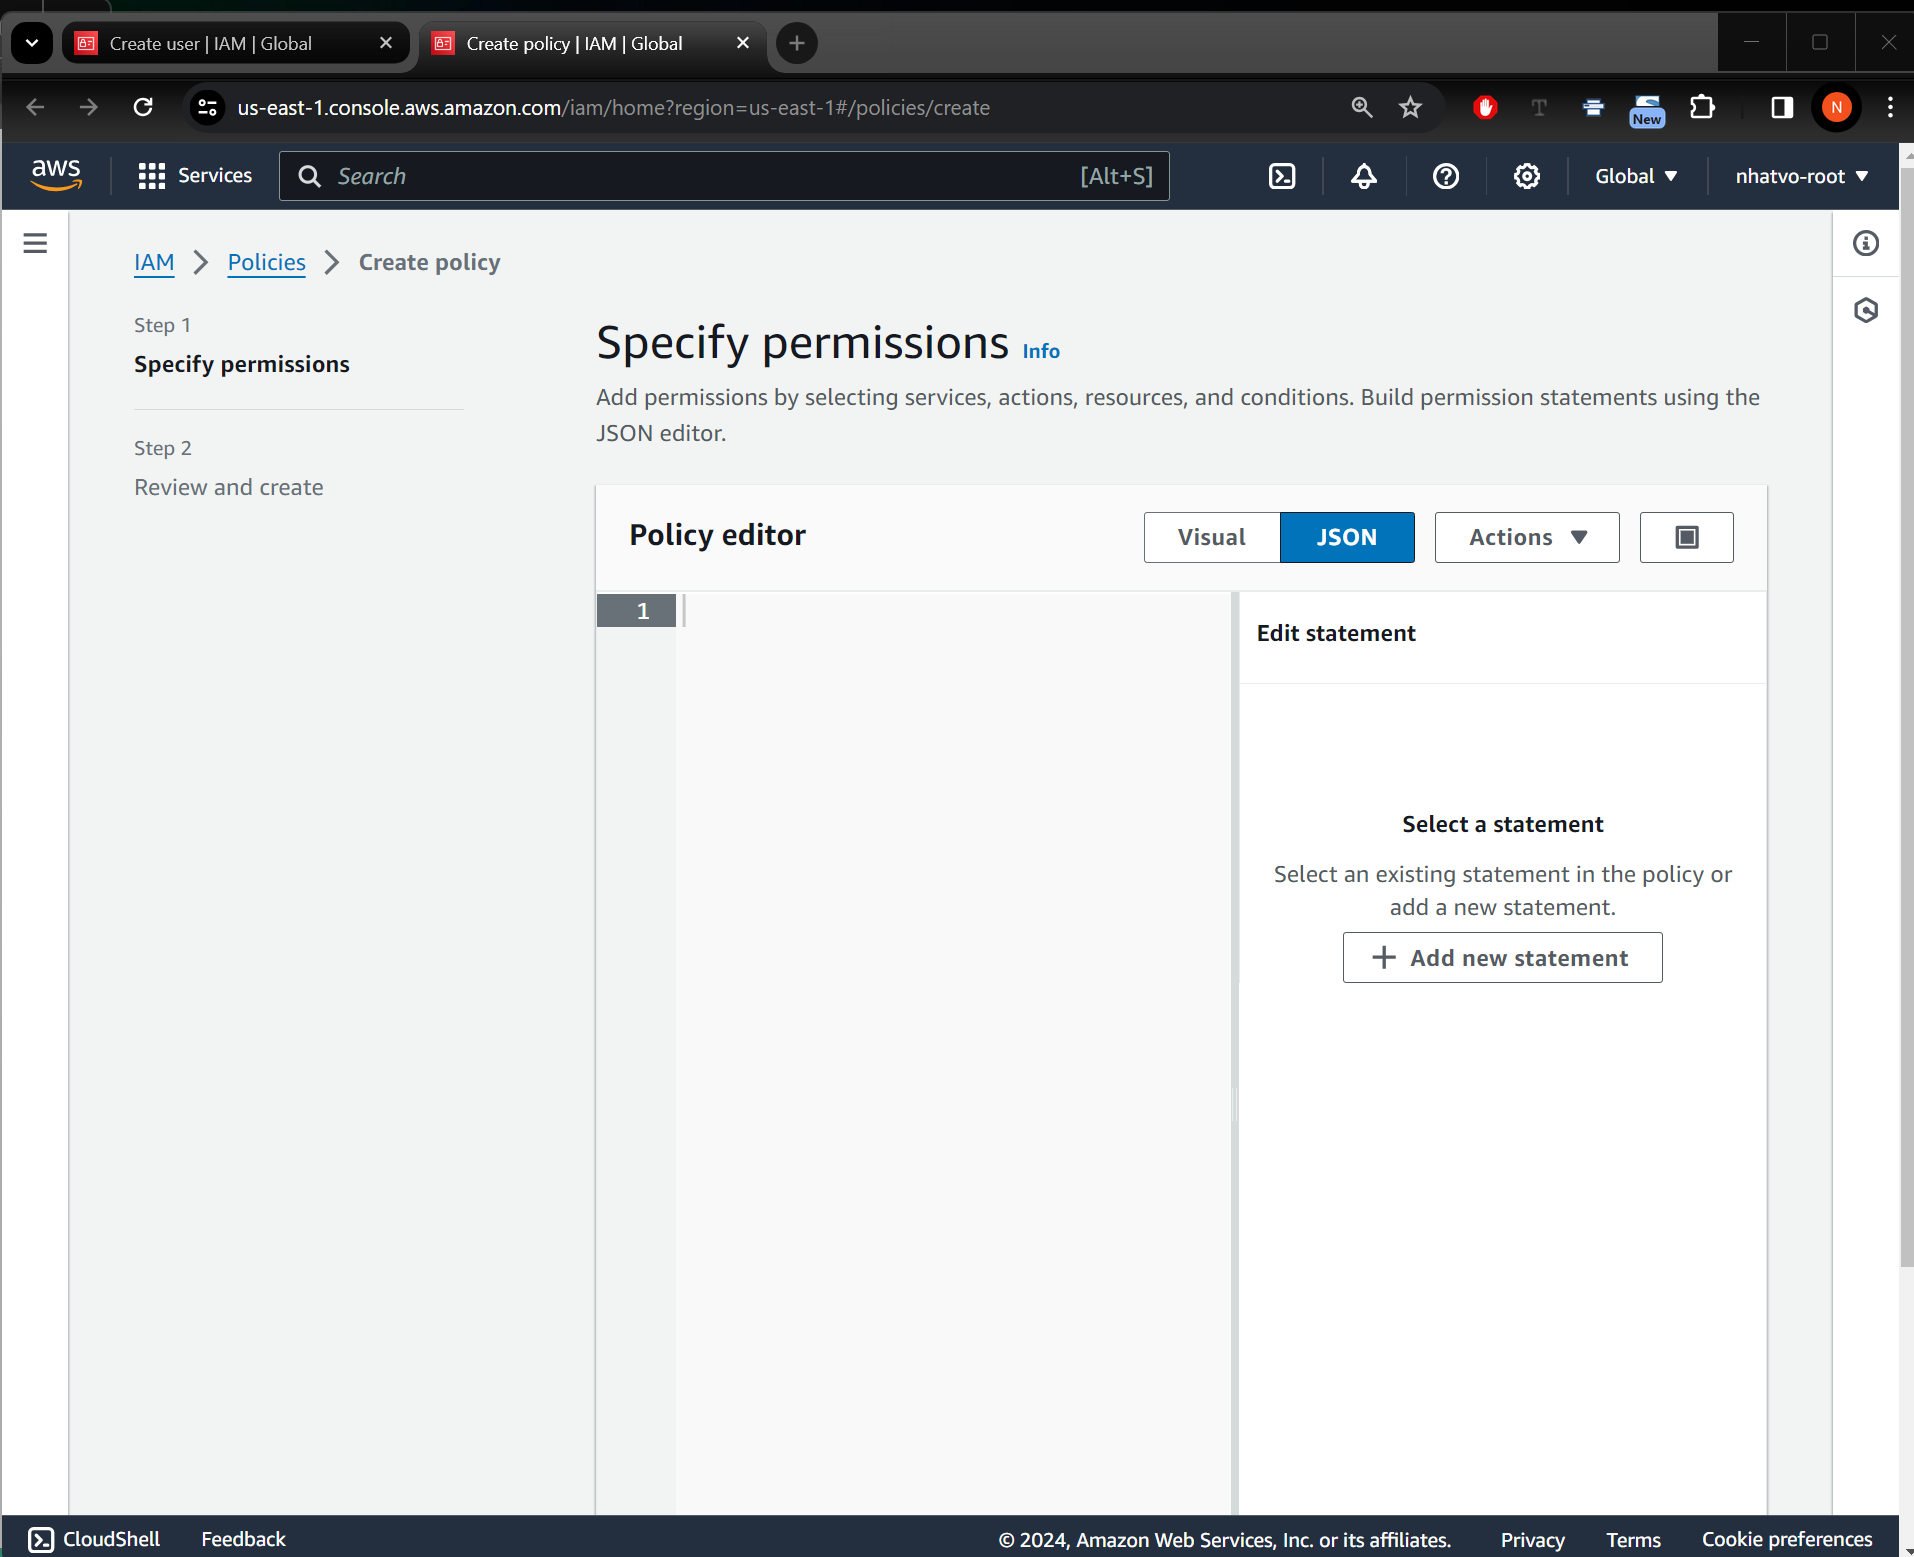 Create user | IAM | Global
Create policy | IAM | Global
us-east-1.console.aws.amazon.com/iam/home?region=us-east-1#/policies/create
T
New
N
aws
Services
Search
[Alt+S]
Global
nhatvo-root
IAM
Policies
Create policy
Step 1
Specify permissions
Step 2
Review and create
Specify permissions Info
Add permissions by selecting services, actions, resources, and conditions. Build permission statements using the
JSON editor.
Policy editor
Visual
JSON
Actions
1
Edit statement
Select a statement
Select an existing statement in the policy or
add a new statement.
Add new statement
CloudShell
Feedback
© 2024, Amazon Web Services, Inc. or its affiliates.
Privacy
Terms
Cookie preferences